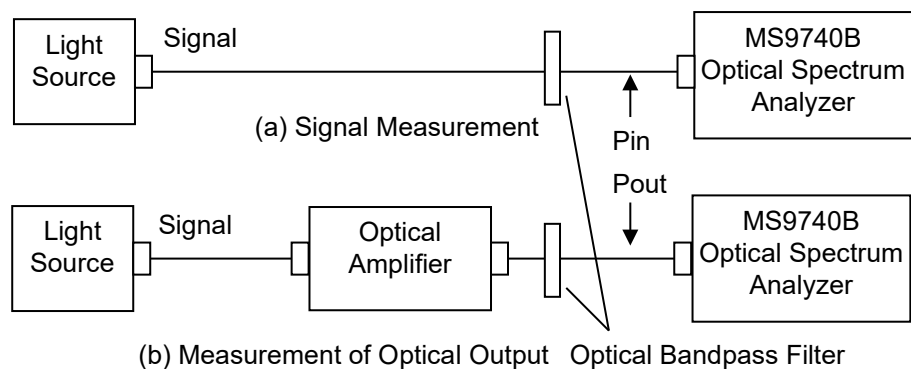 Light
Source
Signal
MS9740B
Optical Spectrum
Analyzer
(a) Signal Measurement
Pin
Pout
Light
Source
Signal
Optical
Amplifier
MS9740B
Optical Spectrum
Analyzer
(b) Measurement of Optical Output
Optical Bandpass Filter